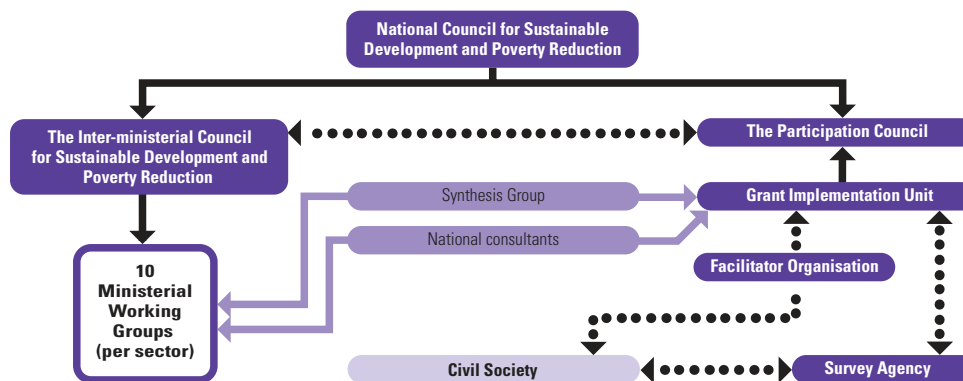 National Council for Sustainable
Development and Poverty Reduction
The Inter-ministerial Council
for Sustainable Development and
Poverty Reduction
The Participation Council
Synthesis Group
Grant Implementation Unit
National consultants
10
Ministerial
Working
Groups
(per sector)
Facilitator Organisation
Civil Society
Survey Agency